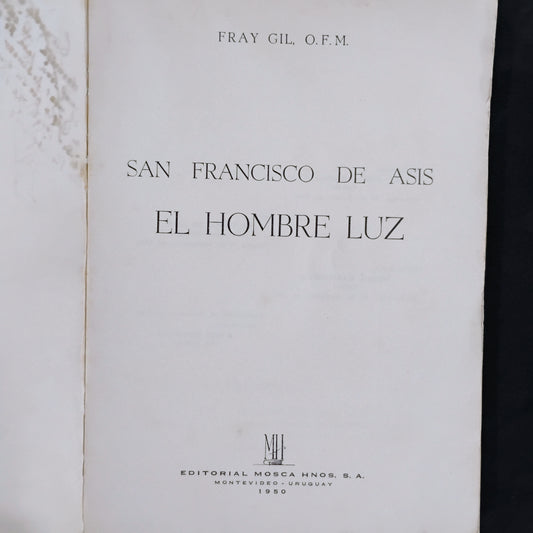 FRAY GIL, O.F.M.
SAN FRANCISCO DE ASIS
EL HOMBRE LUZ
MH
EDITORIAL MOSCA HNOS. S. A.
MONTEVIDEO - URUGUAY
1950